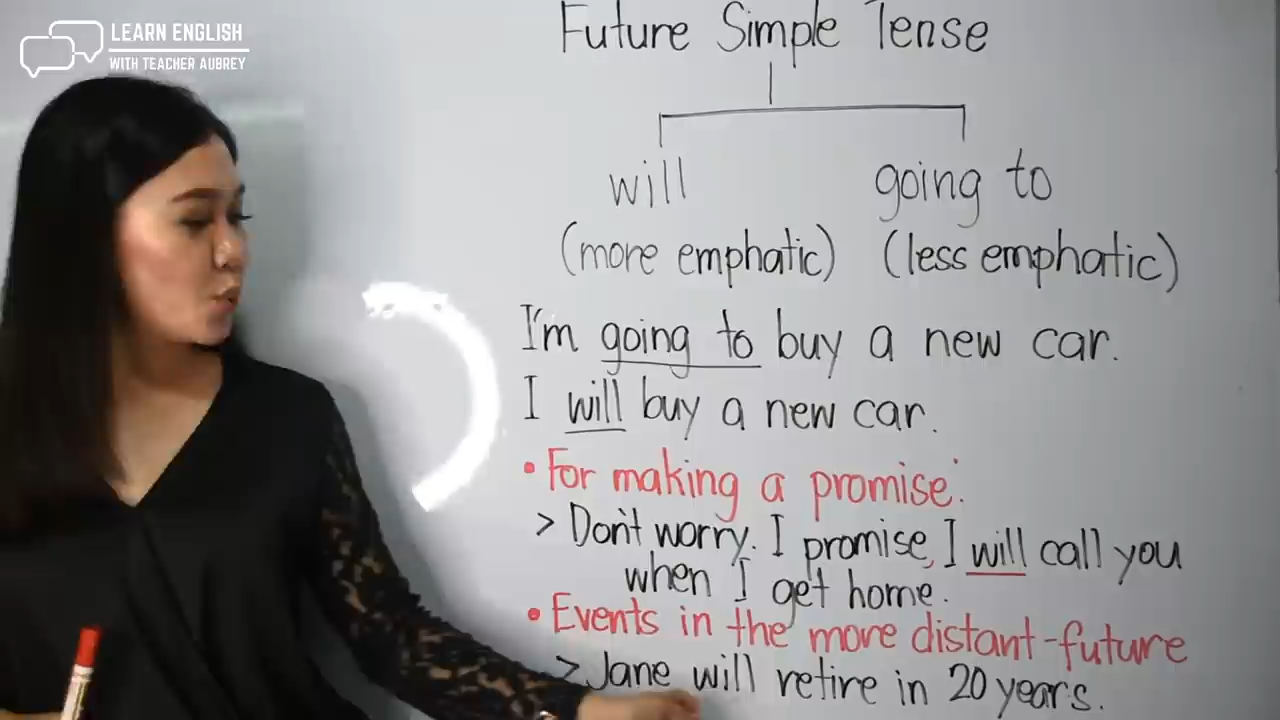 LEARN ENGLISH
WITH TEACHER AUBREY
Future Simple Tense
will going to
(more emphatic) (less emphatic)
I'm going to buy a new car.
I will buy a new car.
• For making a promise:
> Don't worry. I promise, I will call you
when I get home.
• Events in the more distant-future
> Jane will retire in 20 years.